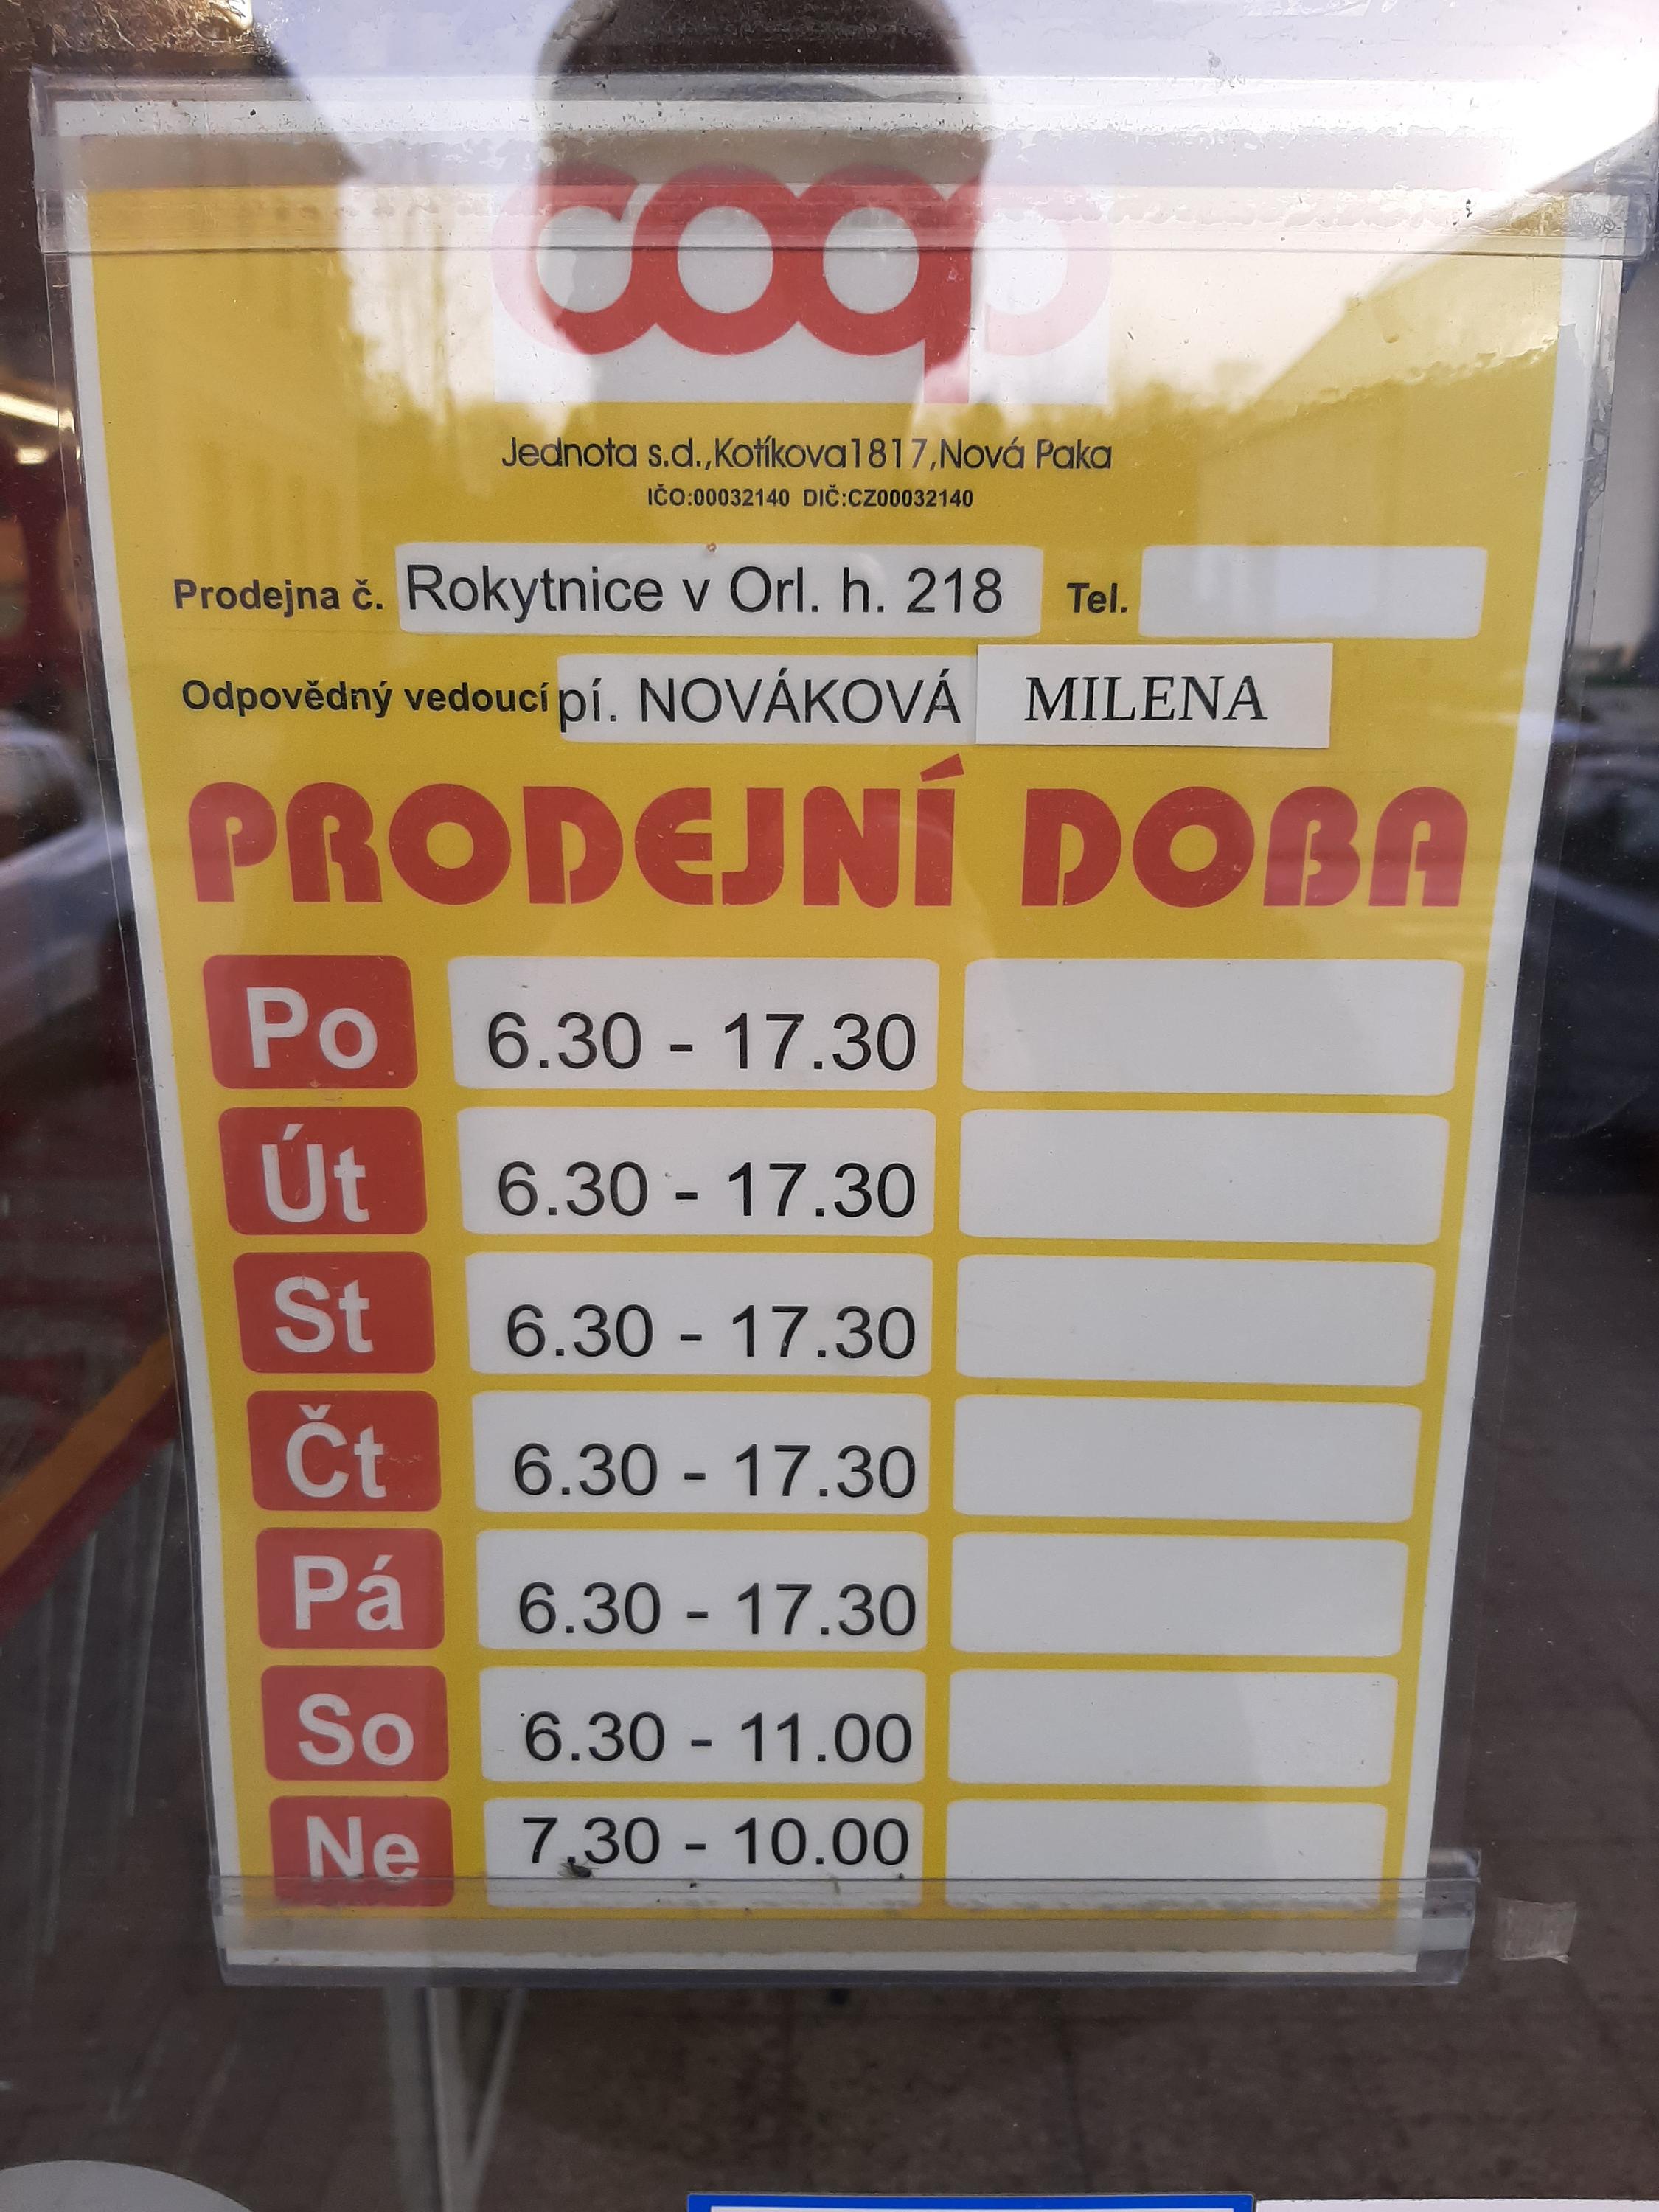 coop
Jednota s.d.,Kotíkova1817,Nová Paka
IČO:00032140 DIČ:CZ00032140
Prodejna č. Rokytnice v Orl. h. 218 Tel.
Odpovědný vedoucí pí. NOVÁKOVÁ MILENA
PRODEJNÍ DOBA
Po 6.30 - 17.30
Út 6.30 - 17.30
St 6.30 - 17.30
Čt 6.30 - 17.30
Pá 6.30 - 17.30
So 6.30 - 11.00
Ne 7.30 - 10.00